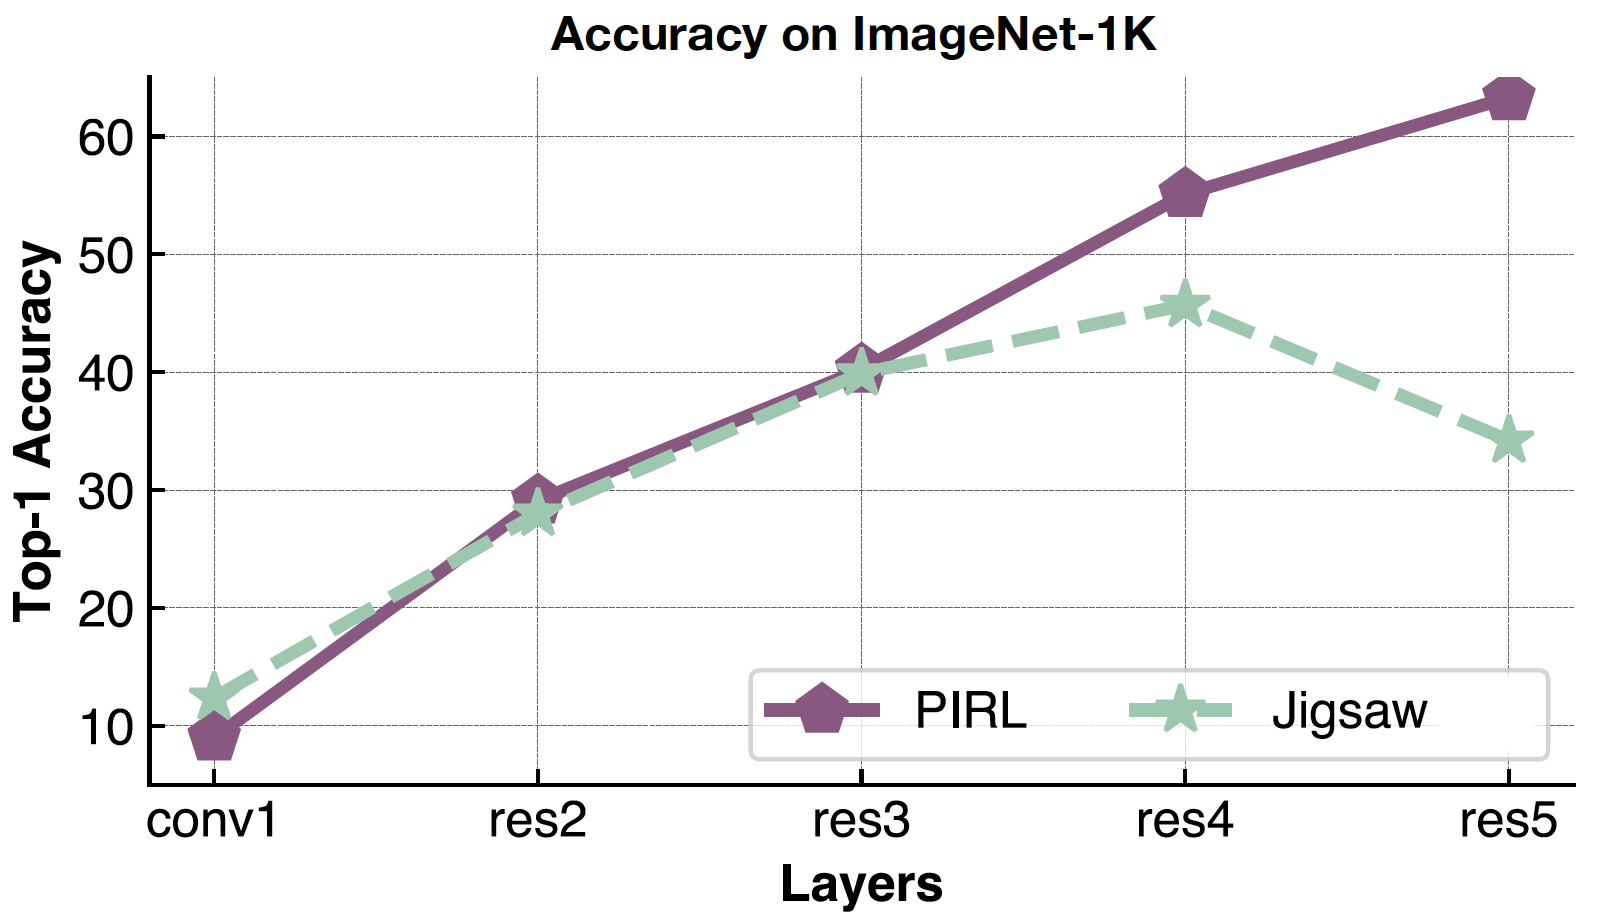 Accuracy on ImageNet-1K
Top-1 Accuracy
60
50
40
30
20
10
PIRL
Jigsaw
conv1 res2 res3 res4 res5
Layers